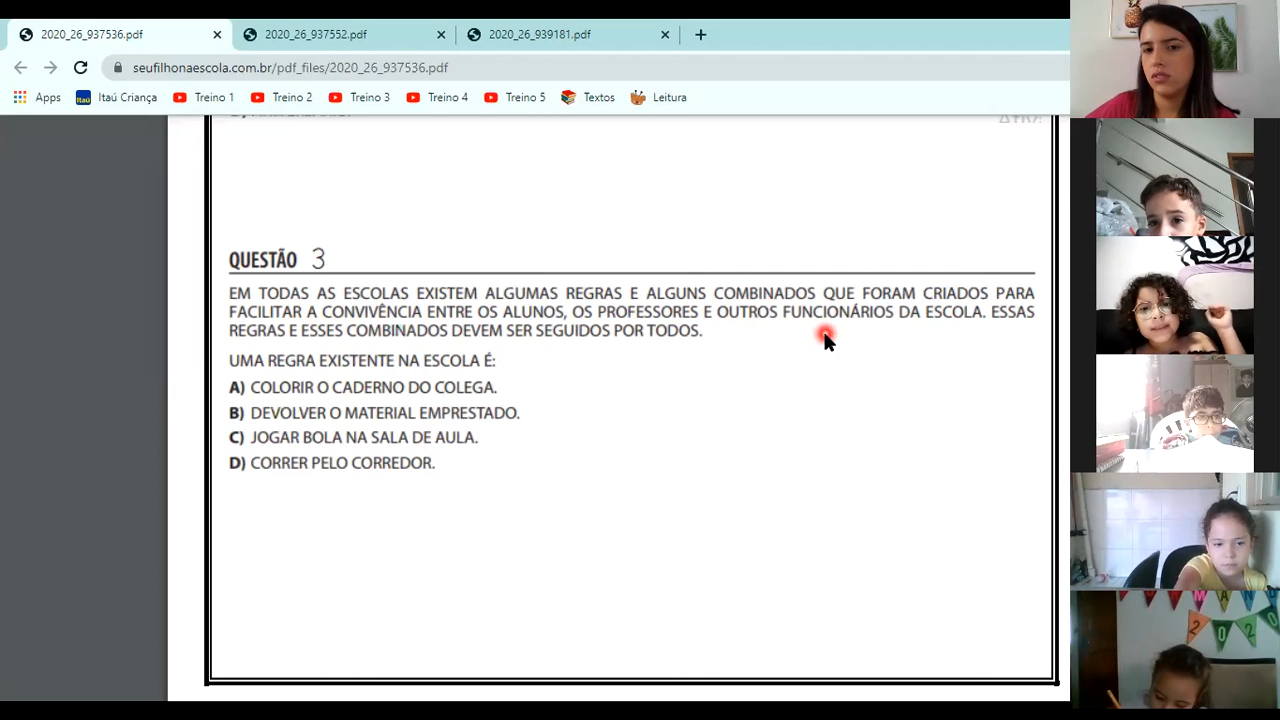 2020_26_937536.pdf
2020_26_937552.pdf
2020_26_939181.pdf
seufilhonaescola.com.br/pdf_files/2020_26_937536.pdf
Apps Itaú Criança Treino 1 Treino 2 Treino 3 Treino 4 Treino 5 Textos Leitura
QUESTÃO 3
EM TODAS AS ESCOLAS EXISTEM ALGUMAS REGRAS E ALGUNS COMBINADOS QUE FORAM CRIADOS PARA
FACILITAR A CONVIVÊNCIA ENTRE OS ALUNOS, OS PROFESSORES E OUTROS FUNCIONÁRIOS DA ESCOLA. ESSAS
REGRAS E ESSES COMBINADOS DEVEM SER SEGUIDOS POR TODOS.
UMA REGRA EXISTENTE NA ESCOLA É:
A) COLORIR O CADERNO DO COLEGA.
B) DEVOLVER O MATERIAL EMPRESTADO.
C) JOGAR BOLA NA SALA DE AULA.
D) CORRER PELO CORREDOR.
2 0 2 0